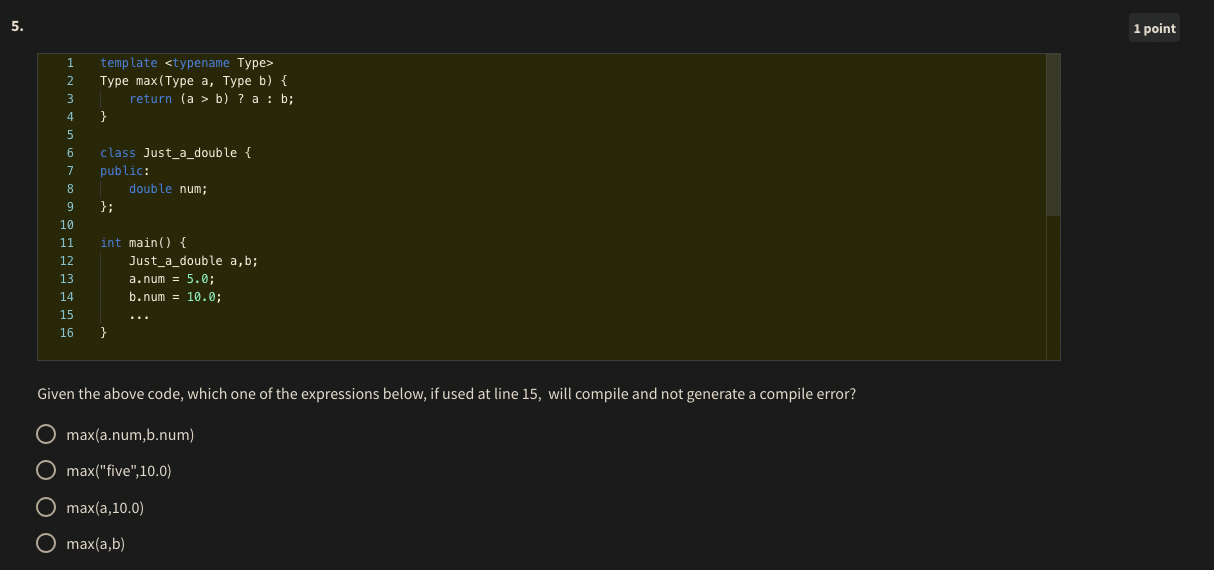 5.
1 point
1 template <typename Type>
2 Type max(Type a, Type b) {
3 return (a > b) ? a : b;
4 }
5
6 class Just_a_double {
7 public:
8 double num;
9 };
10
11 int main() {
12 Just_a_double a,b;
13 a.num = 5.0;
14 b.num = 10.0;
15 ...
16 }
Given the above code, which one of the expressions below, if used at line 15, will compile and not generate a compile error?
max(a.num,b.num)
max("five",10.0)
max(a,10.0)
max(a,b)